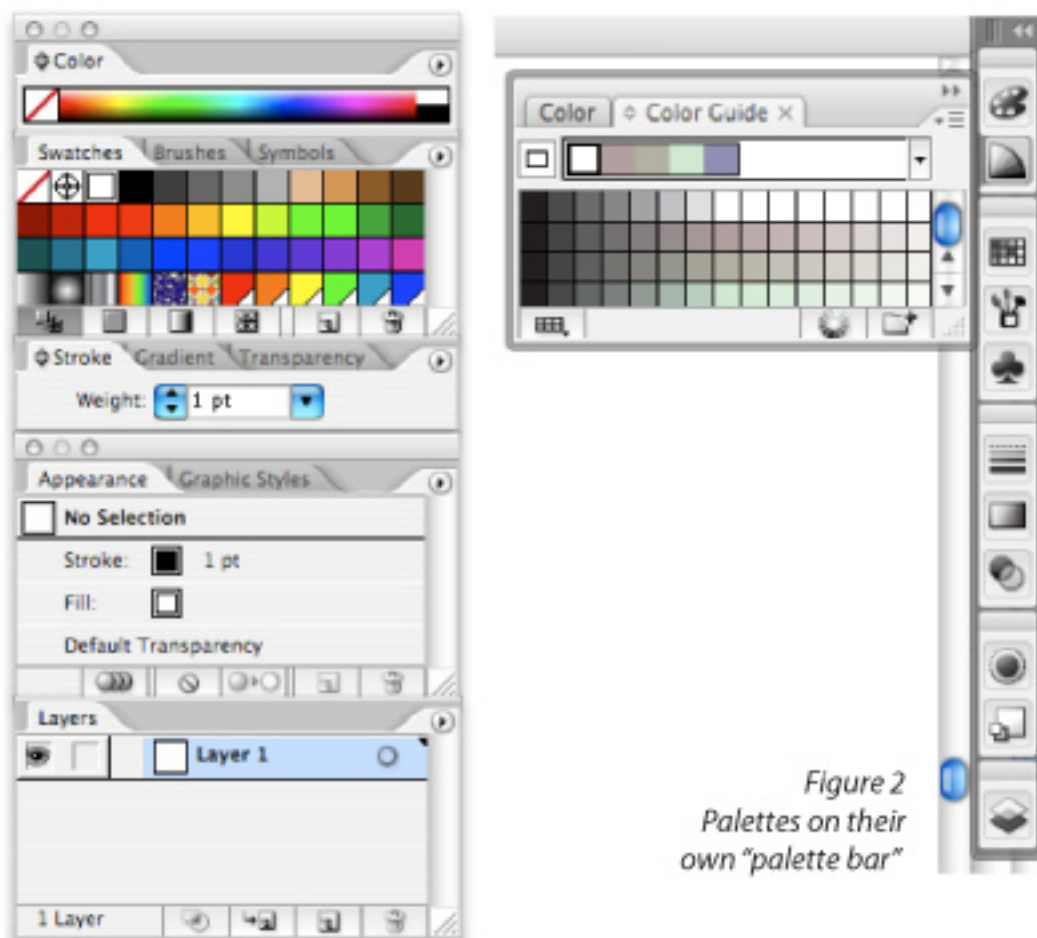 Color
Swatches Brushes Symbols
Stroke Gradient Transparency
Weight: 1 pt
Appearance Graphic Styles
No Selection
Stroke: 1 pt
Fill:
Default Transparency
Layers
Layer 1
1 Layer
Color Color Guide
Figure 2
Palettes on their
own “palette bar”